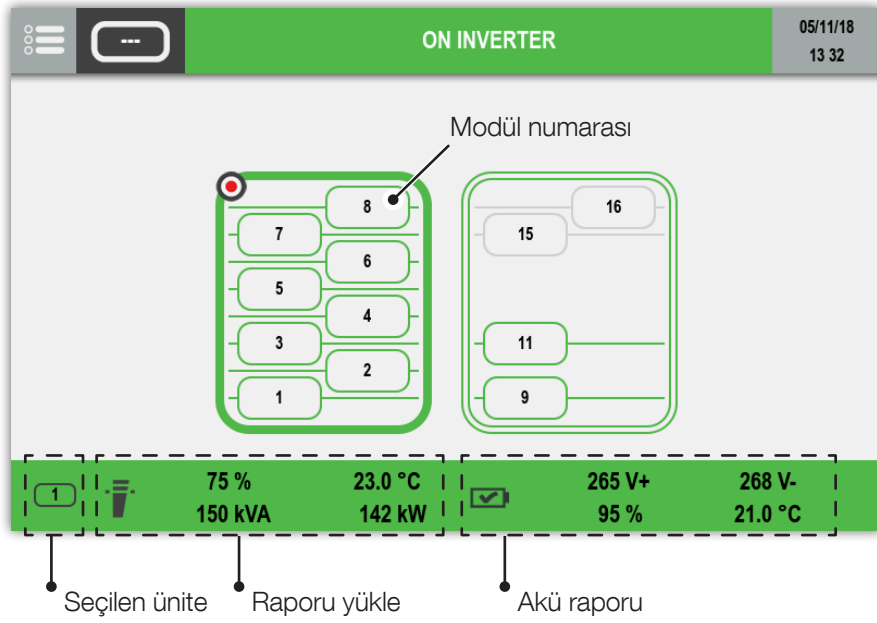 ---
ON INVERTER
05/11/18
13 32
Modül numarası
8
16
7
15
6
5
4
3
11
2
1
9
1
75 %
23.0 °C
265 V+
268 V-
150 kVA
142 kW
95 %
21.0 °C
Seçilen ünite
Raporu yükle
Akü raporu